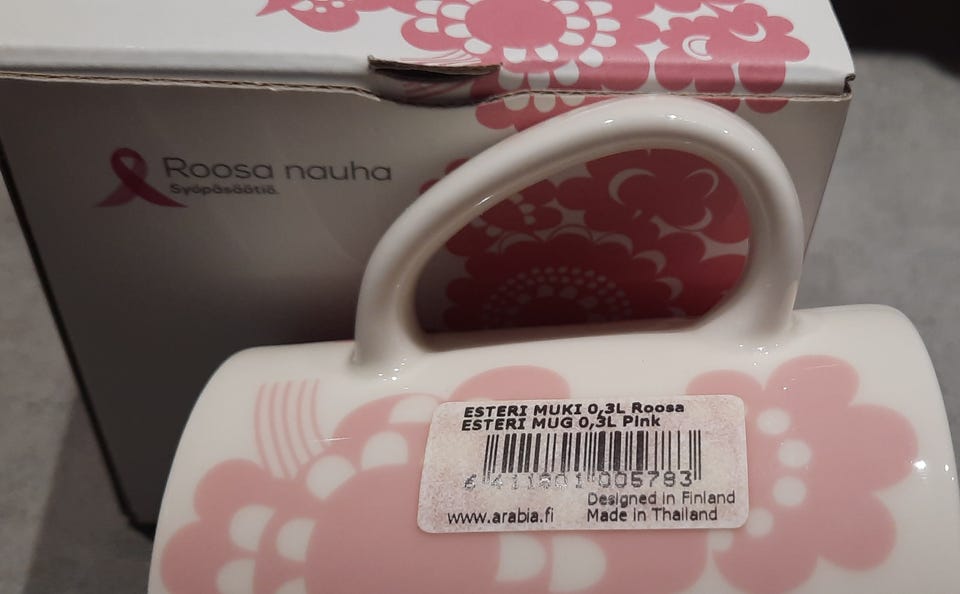 Roosa nauha
Syöpäsäätiö.
ESTERI MUKI 0,3L Roosa
ESTERI MUG 0,3L Pink
6 411801 005783
Designed in Finland
www.arabia.fi Made in Thailand